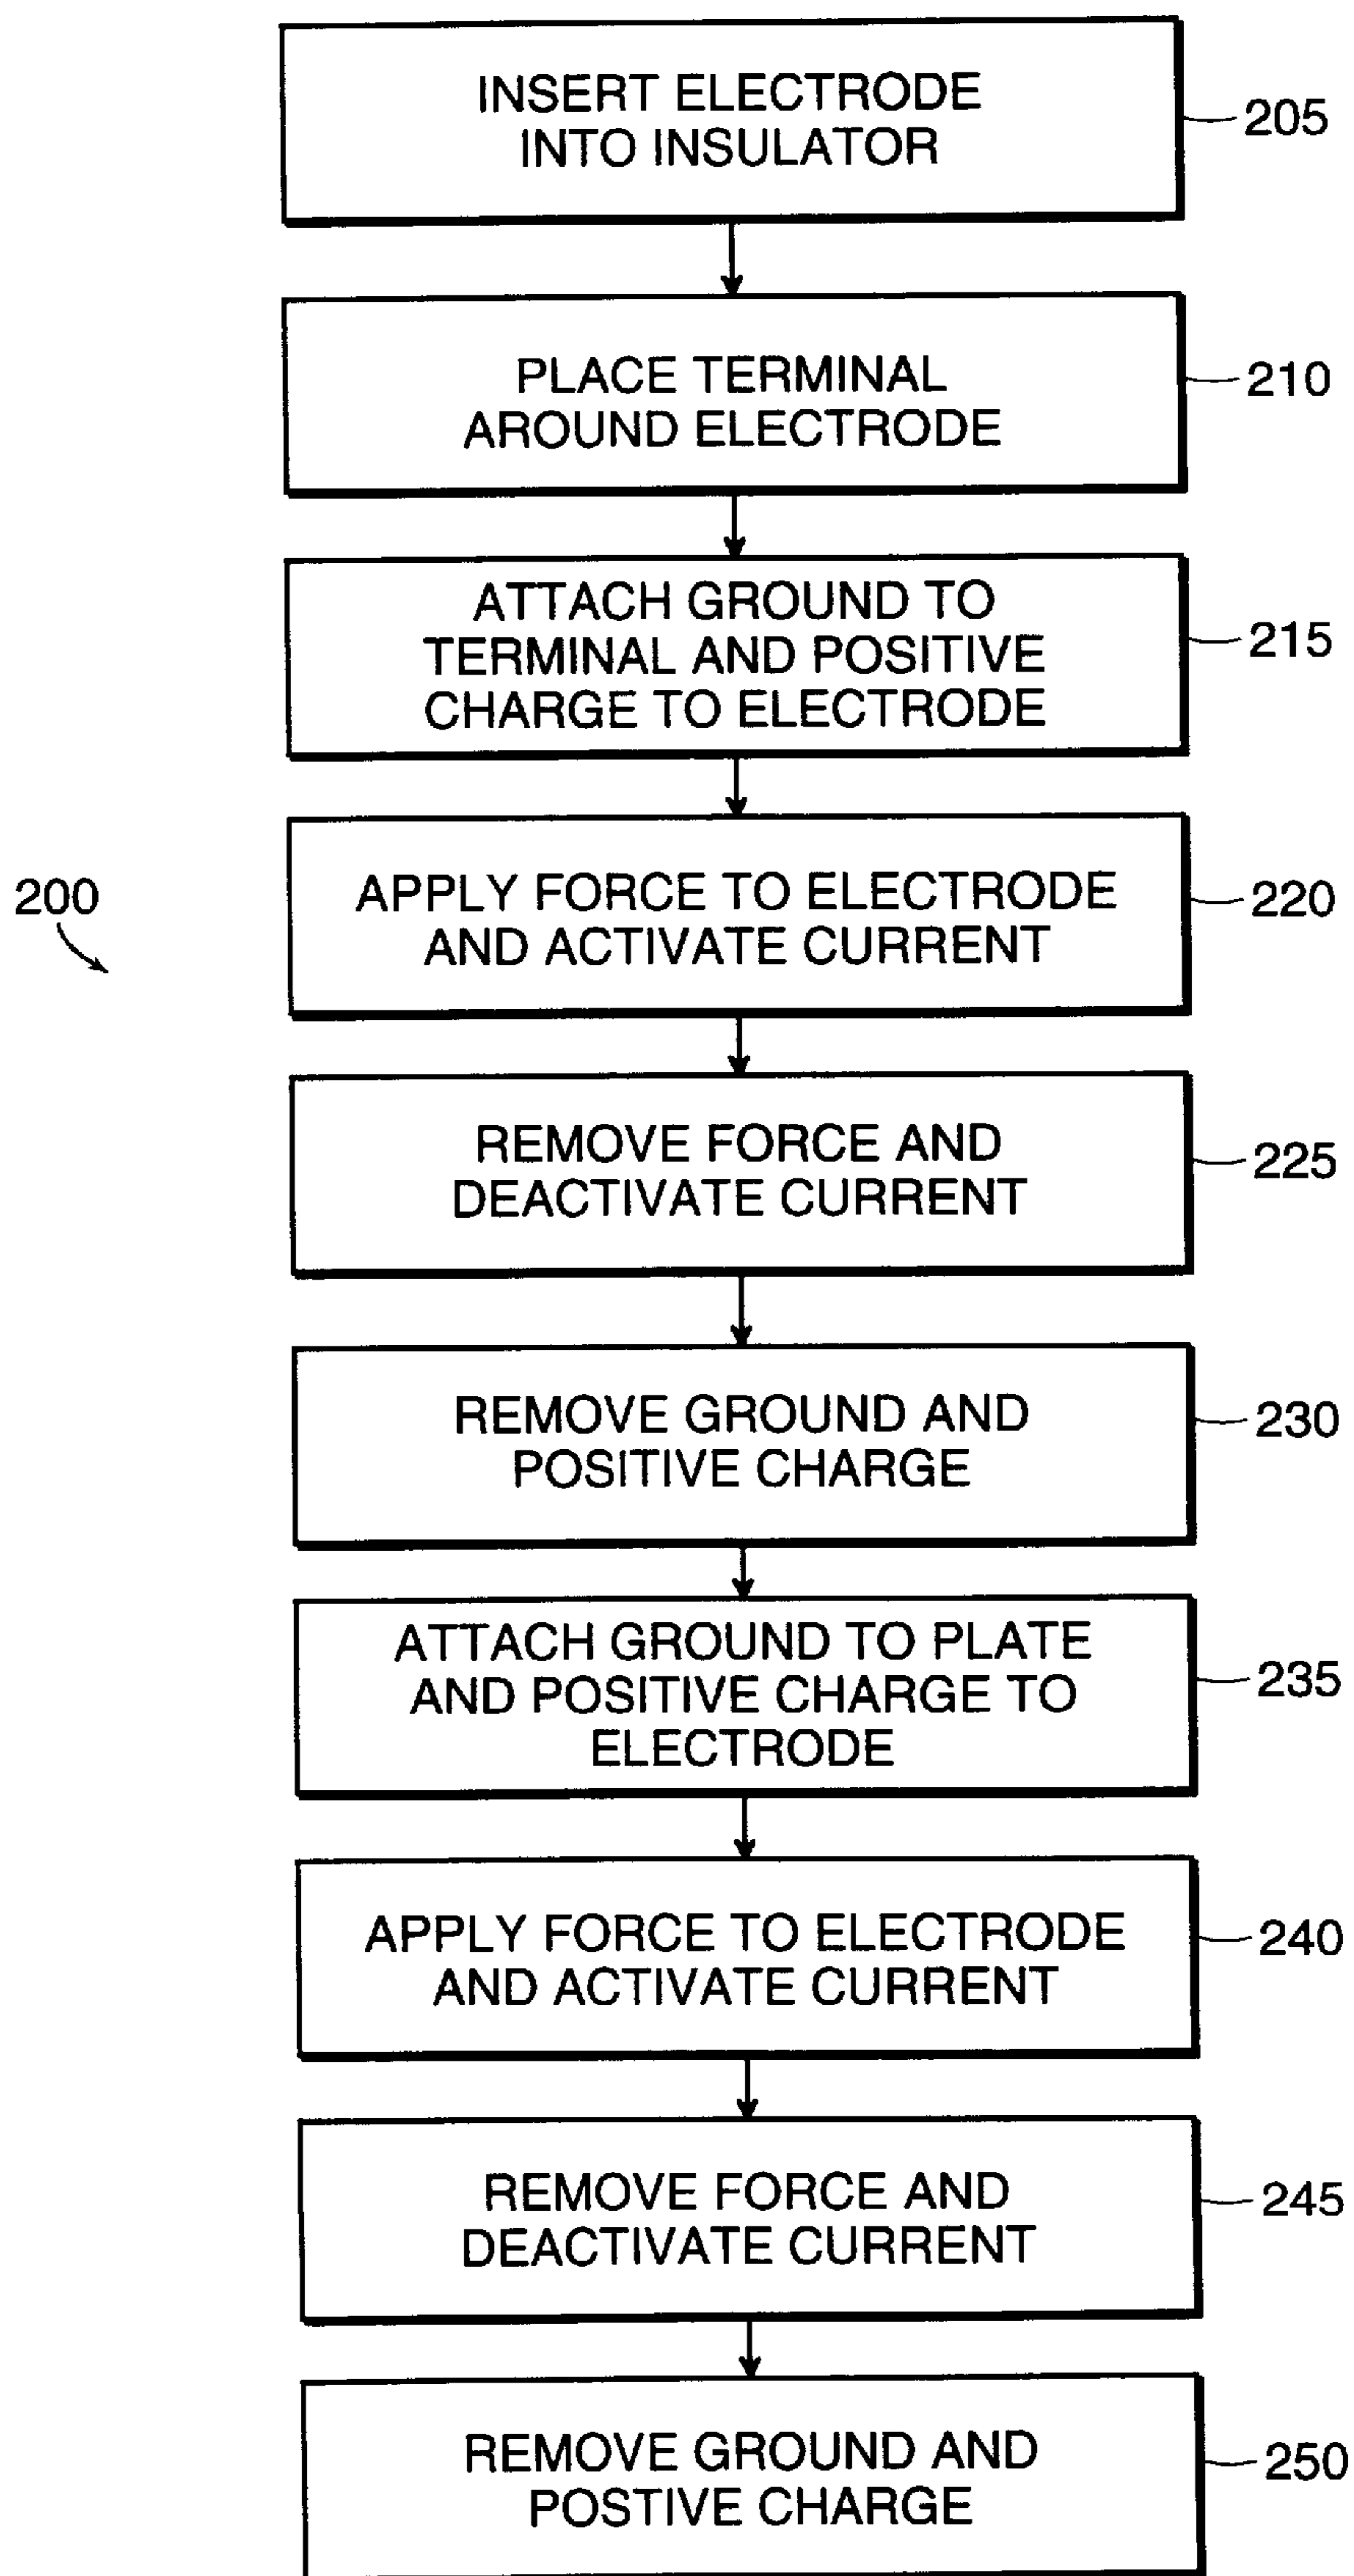 INSERT ELECTRODE
INTO INSULATOR
205
PLACE TERMINAL
AROUND ELECTRODE
210
ATTACH GROUND TO
TERMINAL AND POSITIVE
CHARGE TO ELECTRODE
215
200
APPLY FORCE TO ELECTRODE
AND ACTIVATE CURRENT
220
REMOVE FORCE AND
DEACTIVATE CURRENT
225
REMOVE GROUND AND
POSITIVE CHARGE
230
ATTACH GROUND TO PLATE
AND POSITIVE CHARGE TO
ELECTRODE
235
APPLY FORCE TO ELECTRODE
AND ACTIVATE CURRENT
240
REMOVE FORCE AND
DEACTIVATE CURRENT
245
REMOVE GROUND AND
POSTIVE CHARGE
250